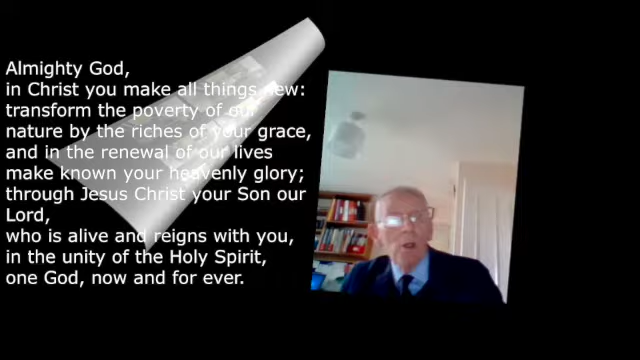 Almighty God,
in Christ you make all things new:
transform the poverty of our
nature by the riches of your grace,
and in the renewal of our lives
make known your heavenly glory;
through Jesus Christ your Son our
Lord,
who is alive and reigns with you,
in the unity of the Holy Spirit,
one God, now and for ever.